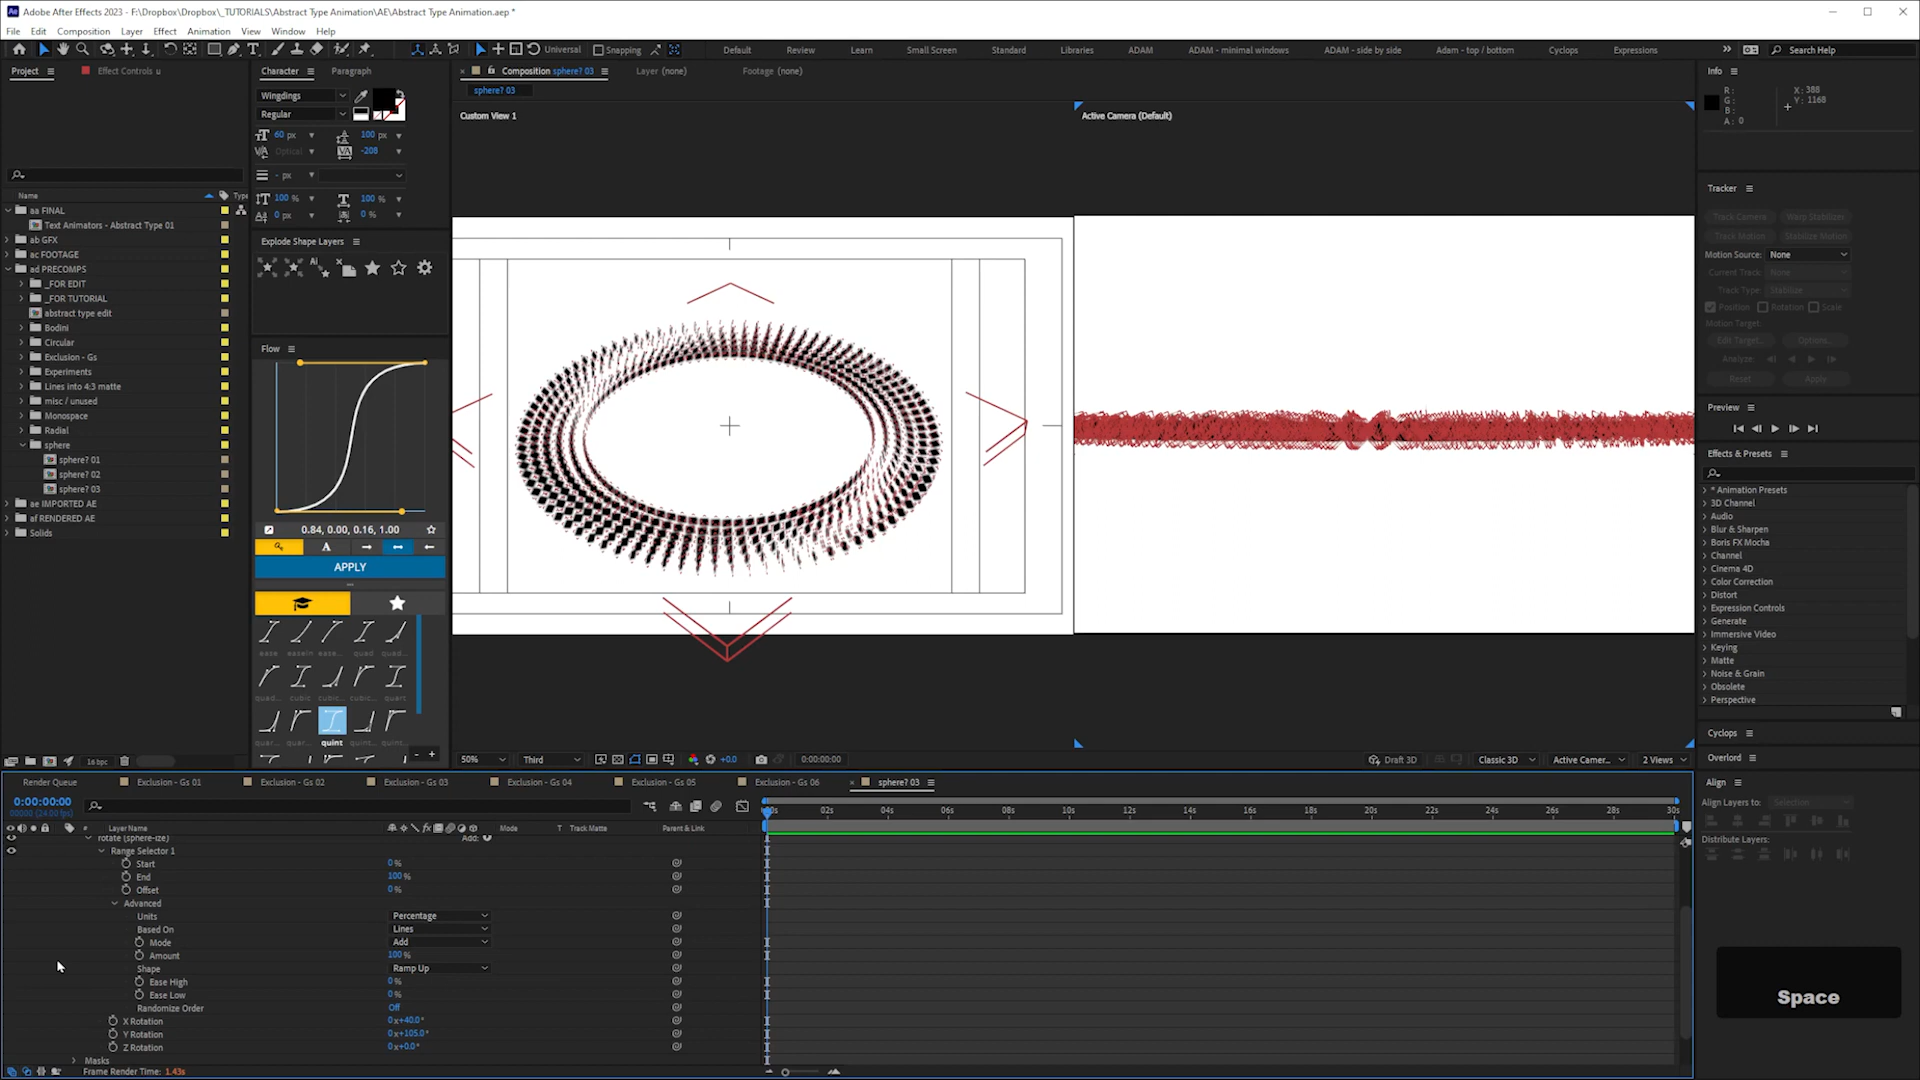 Adobe After Effects 2023 - F:\Dropbox\Dropbox\_TUTORIALS\Abstract Type Animation\AE\Abstract Type Animation.aep *
File Edit Composition Layer Effect Animation View Window Help
Universal Snapping Default Review Learn Small Screen Standard Libraries ADAM ADAM - minimal windows ADAM - side by side Adam - top / bottom Cyclops Expressions Search Help
Project Effect Controls u
Character Paragraph
Composition sphere? 03 Layer (none) Footage (none)
sphere? 03
Info
Wingdings
Regular
60 px 100 px
Optical -208
- px
100 % 100 %
0 px 0 %
Custom View 1
Active Camera (Default)
R:
G:
B:
A: 0
X: 388
Y: 1168
Name Type
aa FINAL
Text Animators - Abstract Type 01
ab GFX
ac FOOTAGE
ad PRECOMPS
_FOR EDIT
_FOR TUTORIAL
abstract type edit
Bodini
Circular
Exclusion - Gs
Experiments
Lines into 4:3 matte
misc / unused
Monospace
Radial
sphere
sphere? 01
sphere? 02
sphere? 03
ae IMPORTED AE
af RENDERED AE
Solids
16 bpc
Explode Shape Layers
Flow
0.84, 0.00, 0.16, 1.00
APPLY
ease easeIn ease... quad quad...
quad... cubic cubic... cubic... quart
quar... quar... quint quint... quint...
Tracker
Track Camera Warp Stabilizer
Track Motion Stabilize Motion
Motion Source: None
Current Track: None
Track Type: Stabilize
Position Rotation Scale
Motion Target:
Edit Target... Options...
Analyze:
Reset Apply
Preview
Effects & Presets
* Animation Presets
3D Channel
Audio
Blur & Sharpen
Boris FX Mocha
Channel
Cinema 4D
Color Correction
Distort
Expression Controls
Generate
Immersive Video
Keying
Matte
Noise & Grain
Obsolete
Perspective
Cyclops
Overlord
Align
Align Layers to: Selection
Distribute Layers:
50% Third +0.0 0:00:00:00 Draft 3D Classic 3D Active Camer... 2 Views
Render Queue Exclusion - Gs 01 Exclusion - Gs 02 Exclusion - Gs 03 Exclusion - Gs 04 Exclusion - Gs 05 Exclusion - Gs 06 sphere? 03
0:00:00:00
00000 (24.00 fps)
02s 04s 06s 08s 10s 12s 14s 16s 18s 20s 22s 24s 26s 28s 30s
# Layer Name Mode T Track Matte Parent & Link
rotate (sphere-ize) Add:
Range Selector 1
Start 0 %
End 100 %
Offset 0 %
Advanced
Units Percentage
Based On Lines
Mode Add
Amount 100 %
Shape Ramp Up
Ease High 0 %
Ease Low 0 %
Randomize Order Off
X Rotation 0 x+40.0 °
Y Rotation 0 x+105.0 °
Z Rotation 0 x+0.0 °
Masks
Frame Render Time: 1.43s
Space